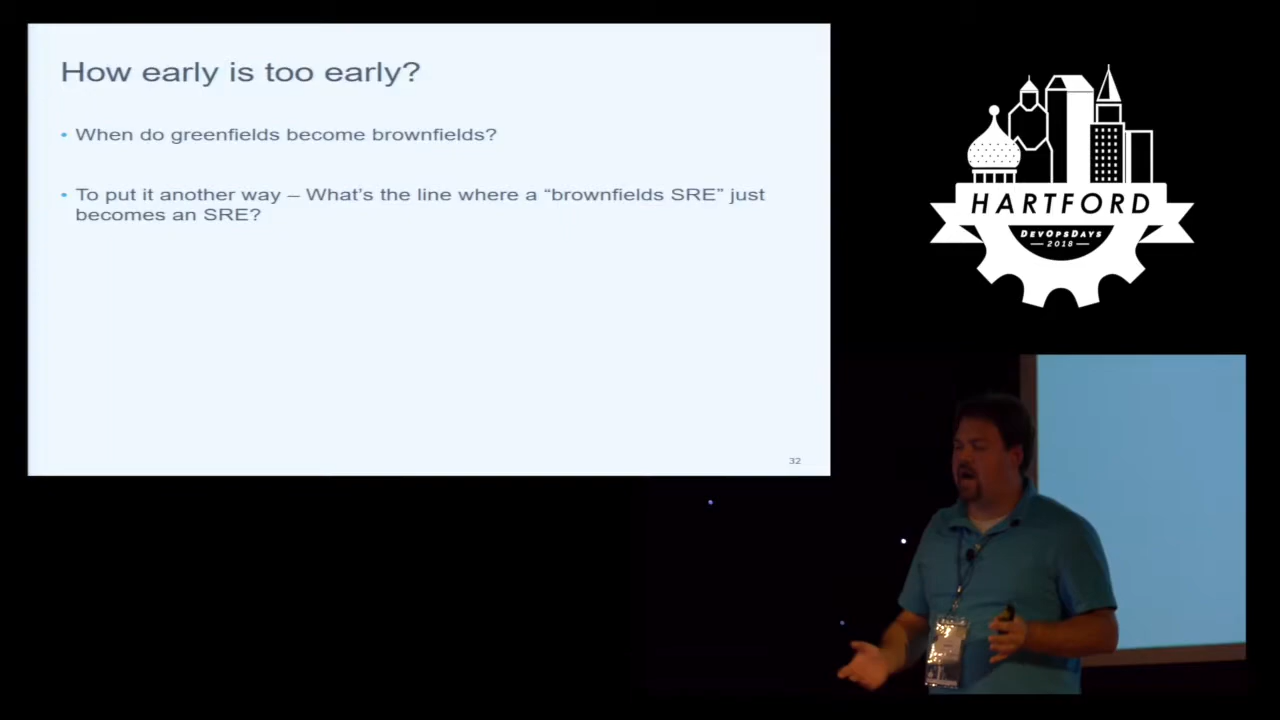 How early is too early?
• When do greenfields become brownfields?
• To put it another way – What's the line where a “brownfields SRE” just
becomes an SRE?
32
HARTFORD
DEVOPSDAYS
2018